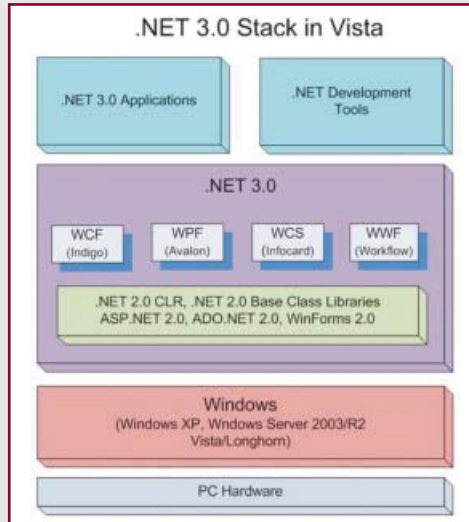 .NET 3.0 Stack in Vista
.NET 3.0 Applications
.NET Development
Tools
.NET 3.0
WCF
(Indigo)
WPF
(Avalon)
WCS
(Infocard)
WWF
(Workflow)
.NET 2.0 CLR, .NET 2.0 Base Class Libraries
ASP.NET 2.0, ADO.NET 2.0, WinForms 2.0
Windows
(Windows XP, Wndows Server 2003/R2
Vista/Longhorn)
PC Hardware